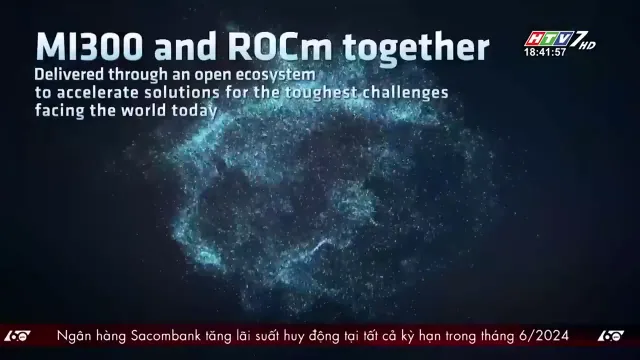 MI300 and ROCm together
Delivered through an open ecosystem
to accelerate solutions for the toughest challenges
facing the world today
HTV7 HD
18:41:57
60 Ngân hàng Sacombank tăng lãi suất huy động tại tất cả kỳ hạn trong tháng 6/2024 60